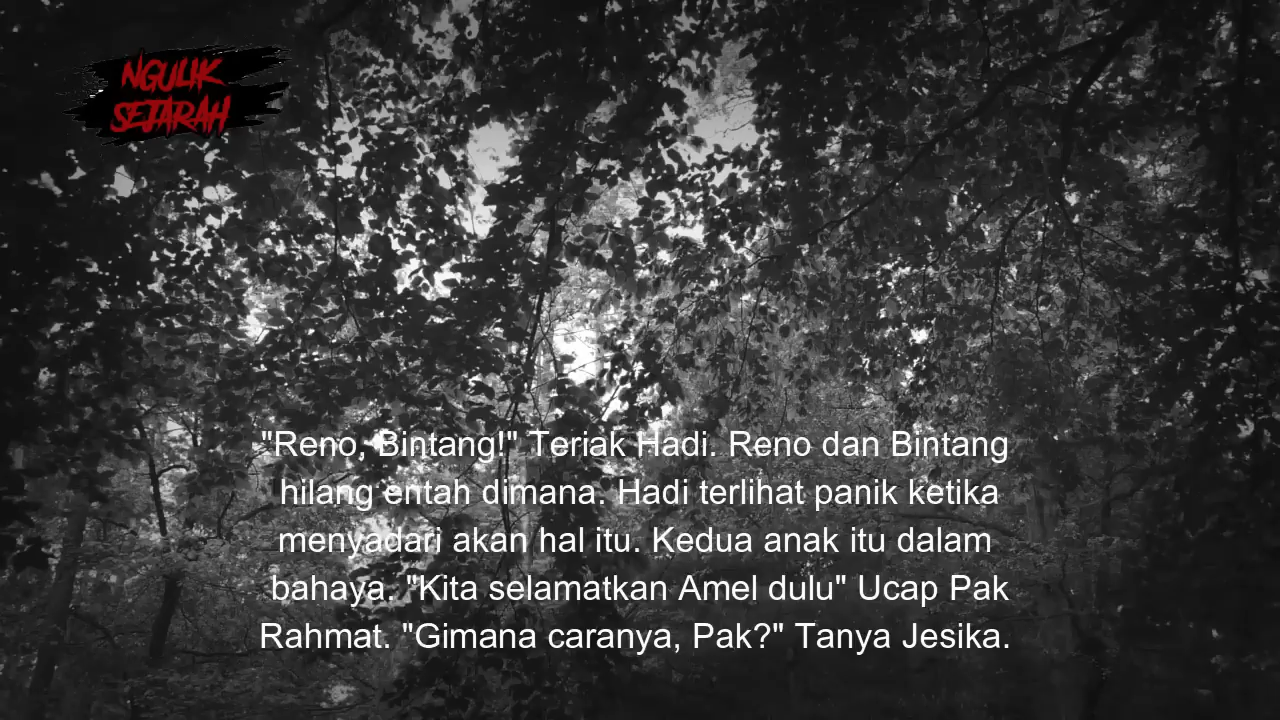 NGULIK
SEJARAH
"Reno, Bintang!" Teriak Hadi. Reno dan Bintang
hilang entah dimana. Hadi terlihat panik ketika
menyadari akan hal itu. Kedua anak itu dalam
bahaya. "Kita selamatkan Amel dulu" Ucap Pak
Rahmat. "Gimana caranya, Pak?" Tanya Jesika.